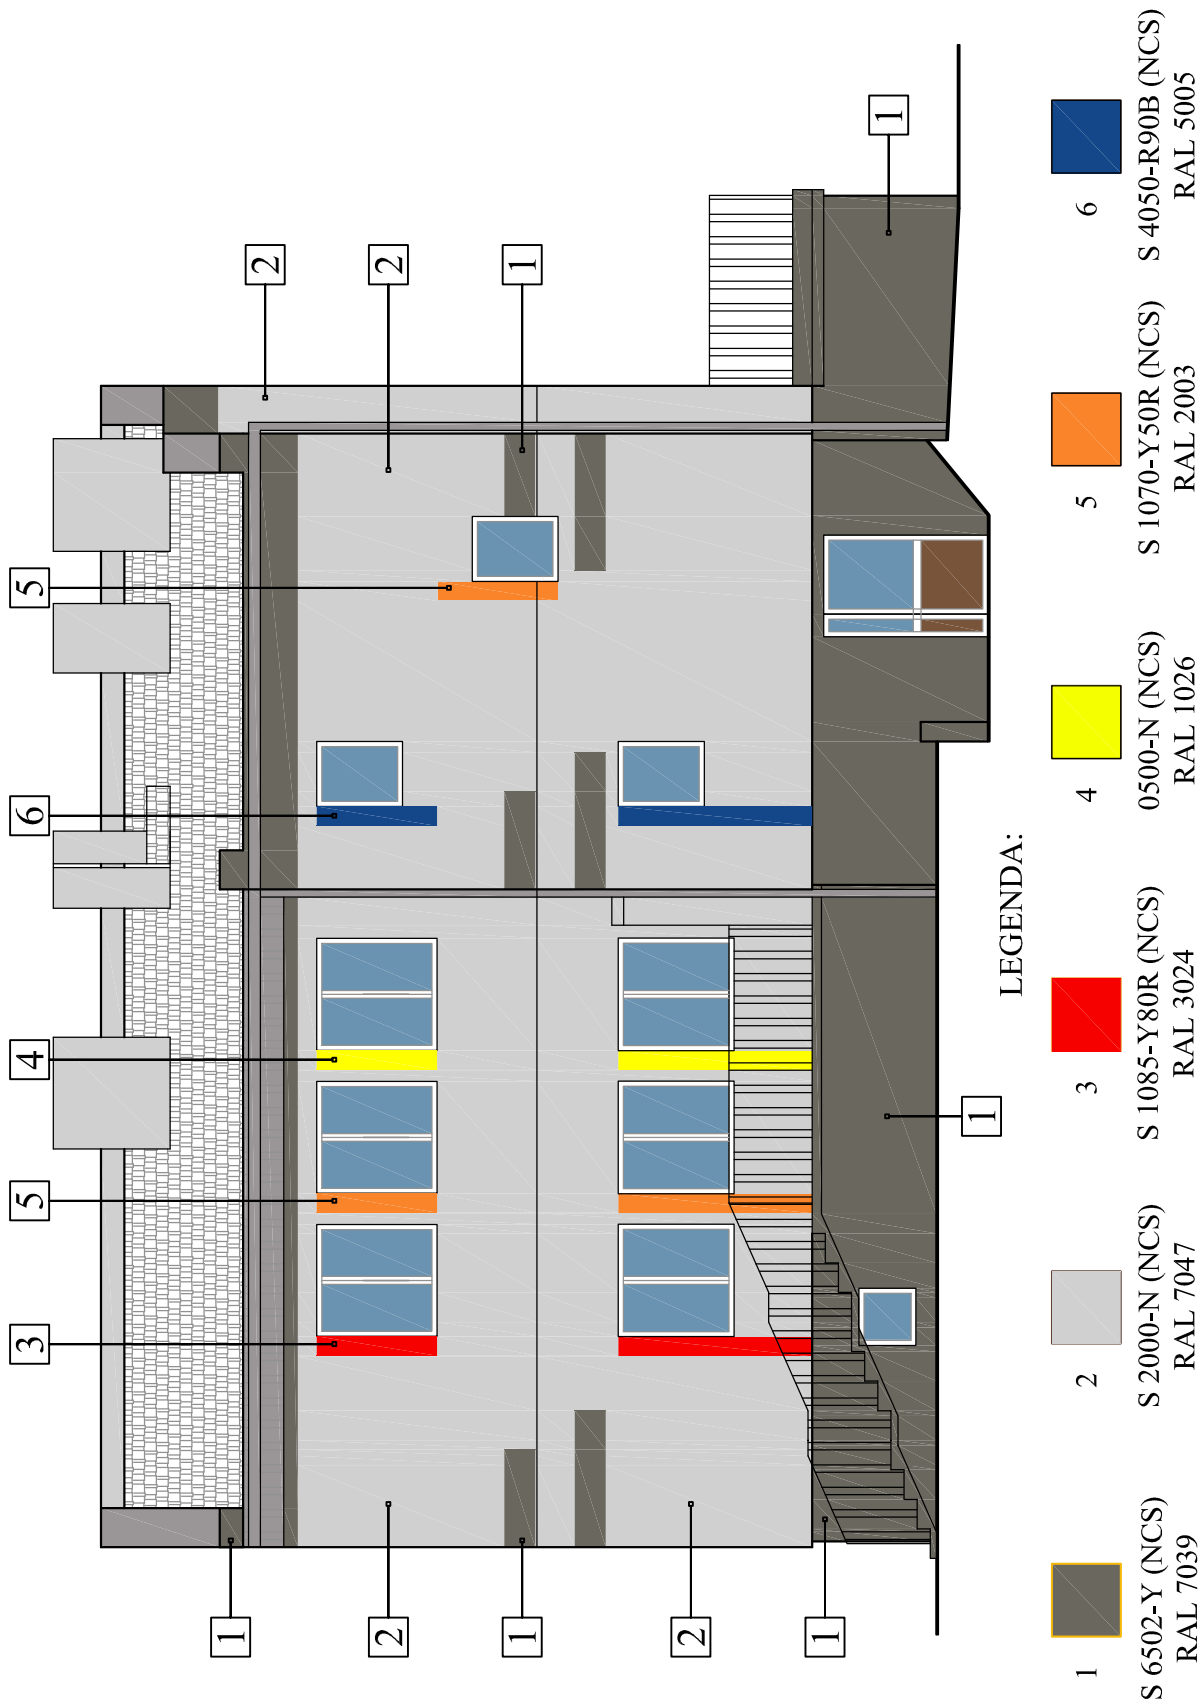 3 5 4 6 5
1
2
2 2
1 1
2
1
1
1
LEGENDA:
1 2 3 4 5 6
S 6502-Y (NCS) S 2000-N (NCS) S 1085-Y80R (NCS) 0500-N (NCS) S 1070-Y50R (NCS) S 4050-R90B (NCS)
RAL 7039 RAL 7047 RAL 3024 RAL 1026 RAL 2003 RAL 5005